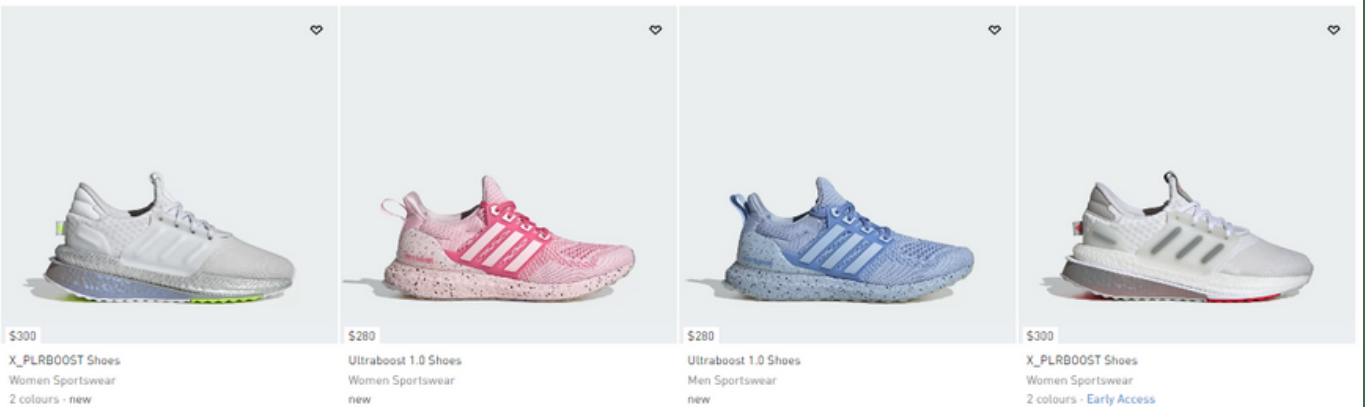 $300
X_PLRBOOST Shoes
Women Sportswear
2 colours - new
$280
Ultraboost 1.0 Shoes
Women Sportswear
new
$280
Ultraboost 1.0 Shoes
Men Sportswear
new
$300
X_PLRBOOST Shoes
Women Sportswear
2 colours - Early Access